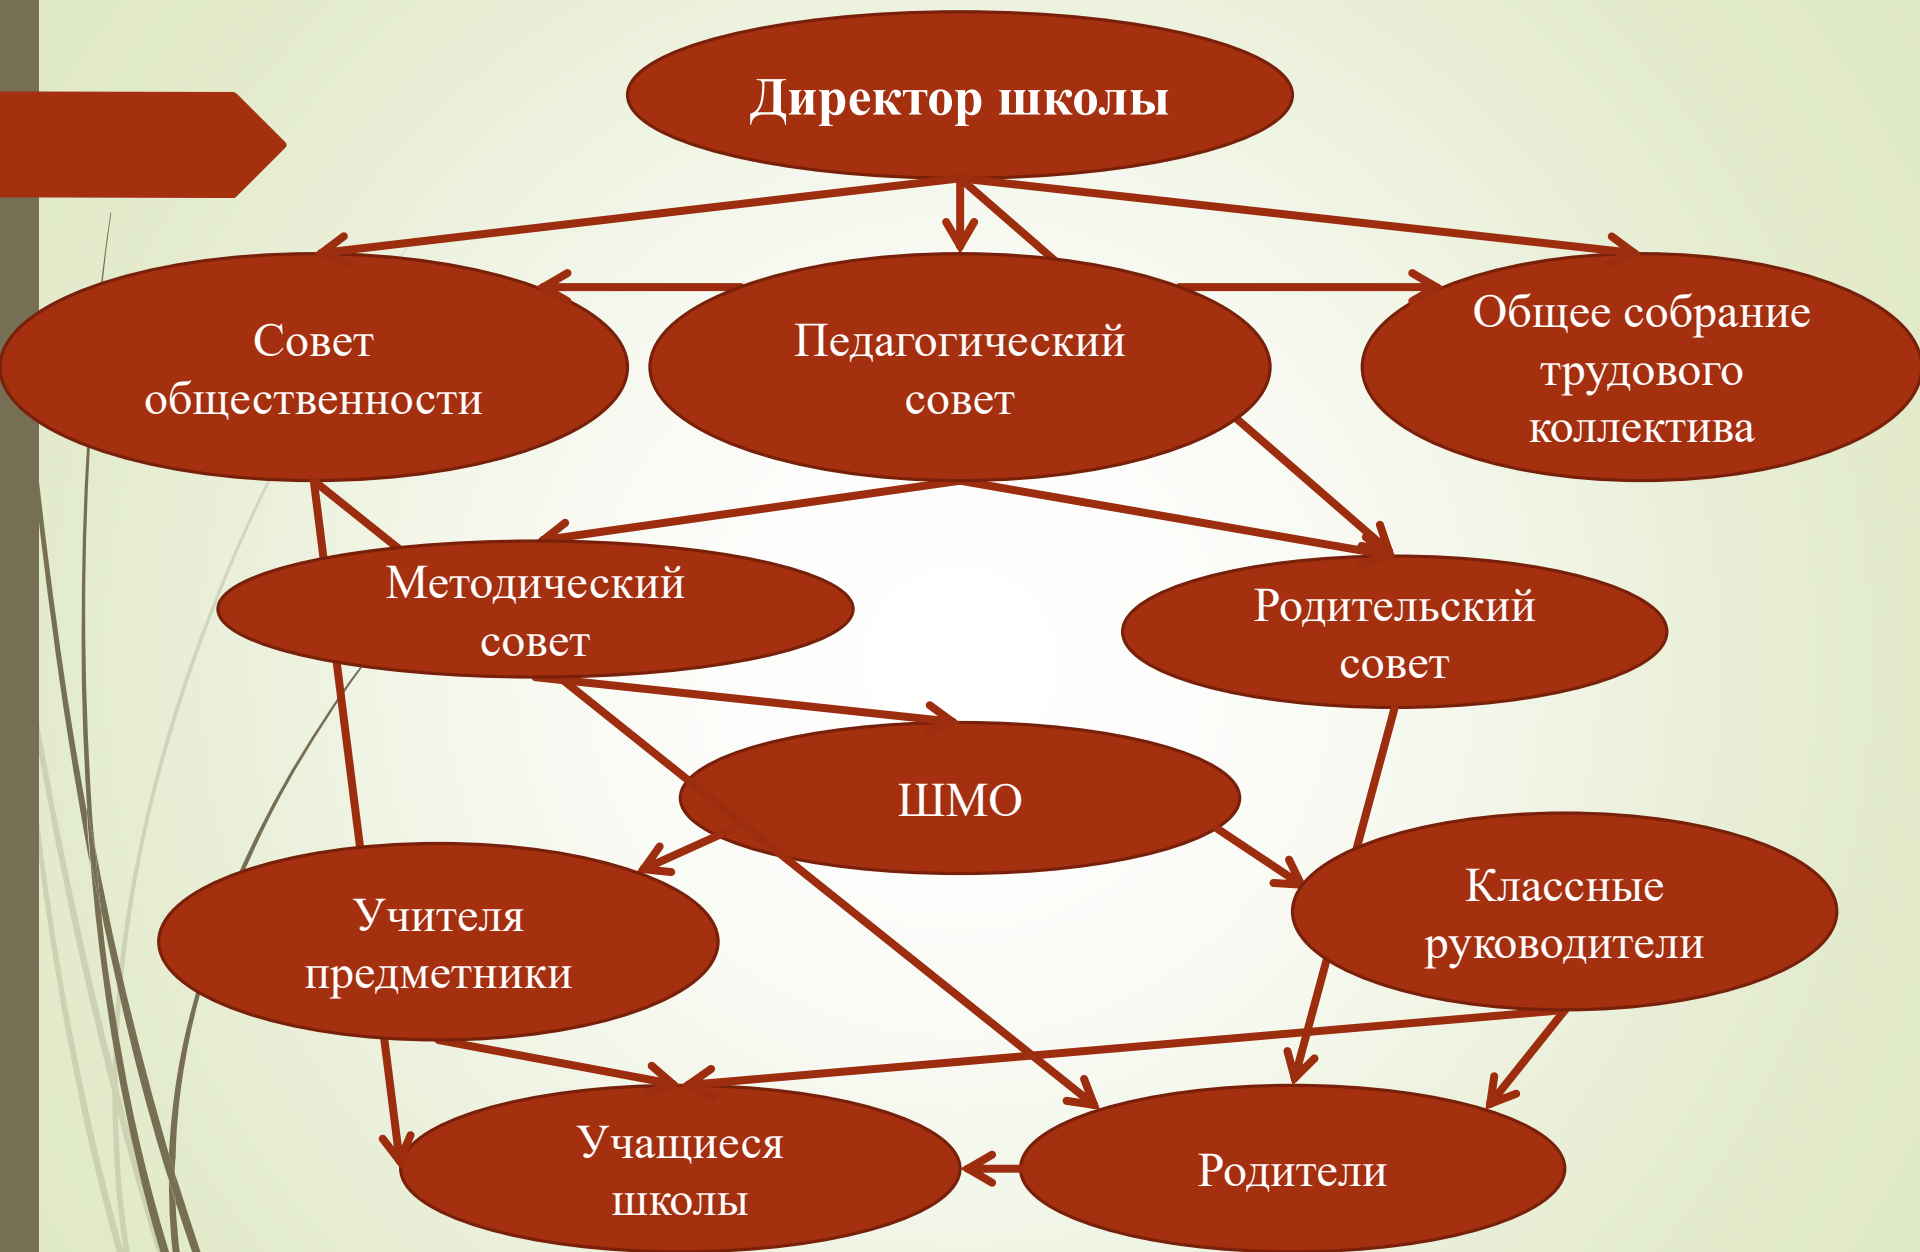 Директор школы
Совет
общественности
Педагогический
совет
Общее собрание
трудового
коллектива
Методический
совет
Родительский
совет
ШМО
Учителя
предметники
Классные
руководители
Учащиеся
школы
Родители